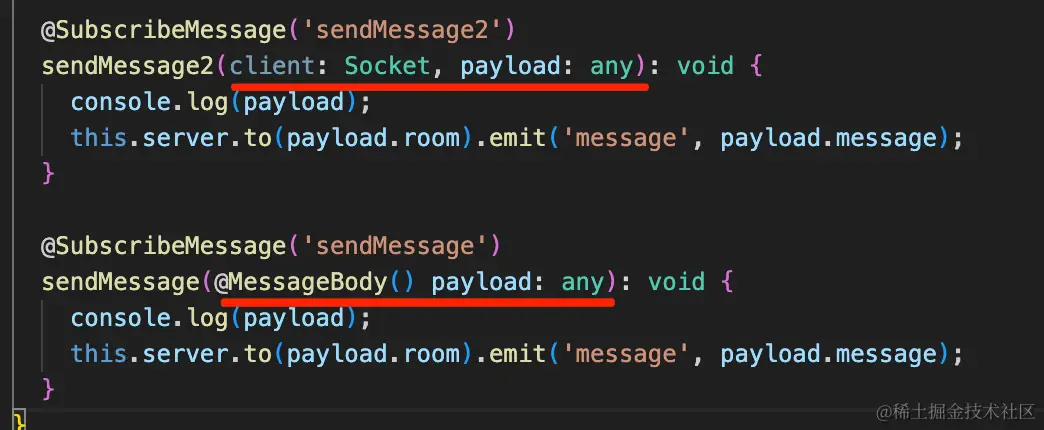 @SubscribeMessage('sendMessage2')
sendMessage2(client: Socket, payload: any): void {
console.log(payload);
this.server.to(payload.room).emit('message', payload.message);
}
@SubscribeMessage('sendMessage')
sendMessage(@MessageBody() payload: any): void {
console.log(payload);
this.server.to(payload.room).emit('message', payload.message);
}
}
@稀土掘金技术社区